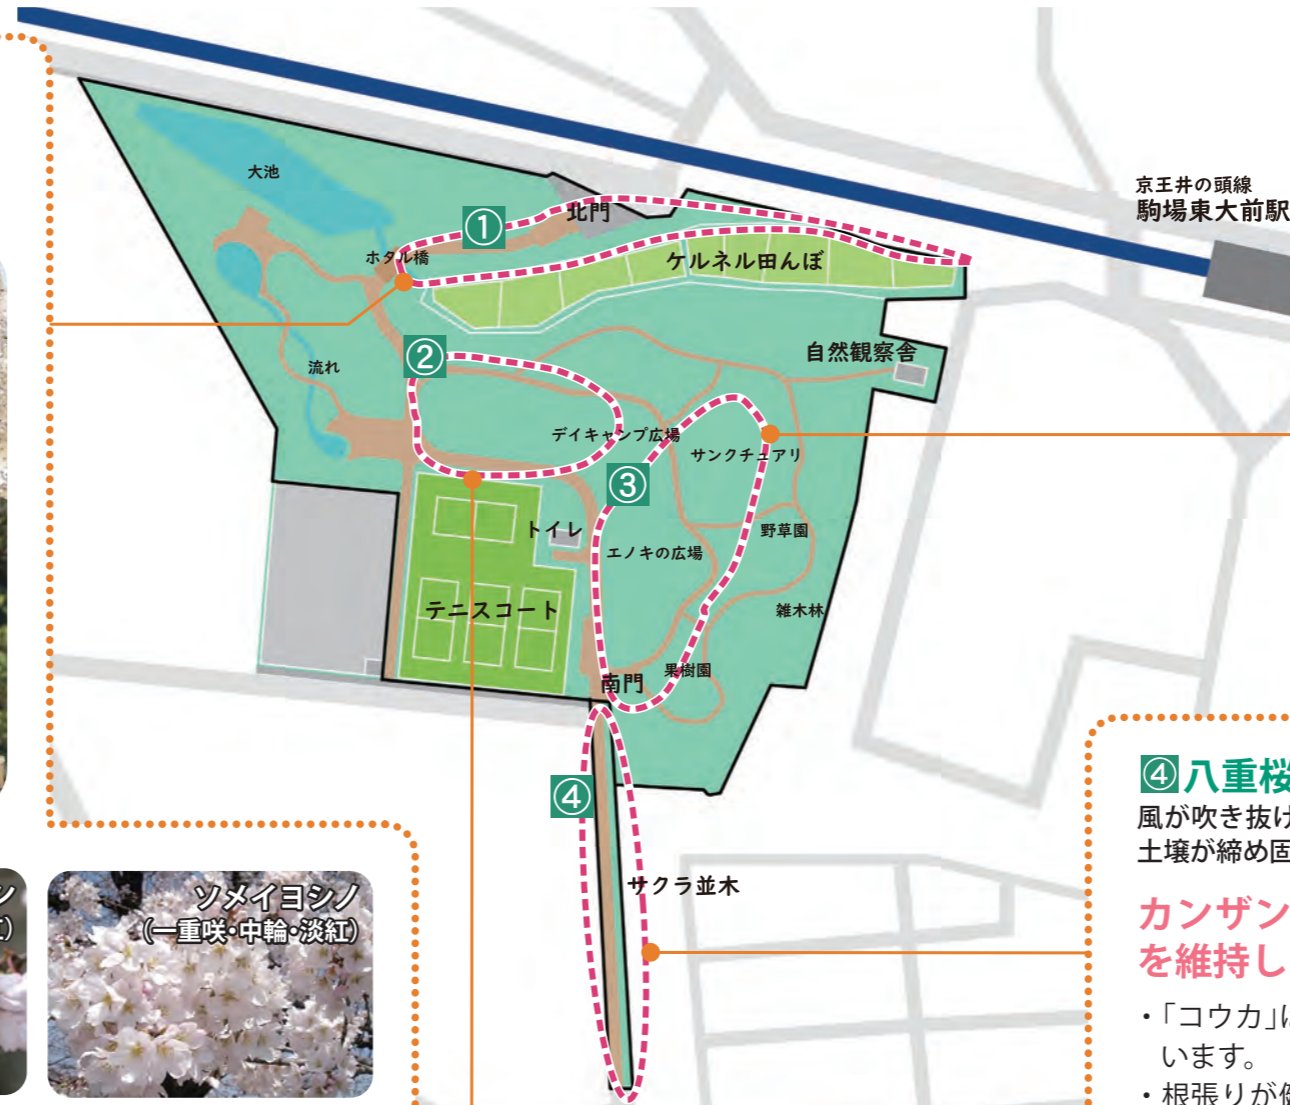 京王井の頭線
駒場東大前駅
大池
北門
①
ホタル橋
ケルネル田んぼ
自然観察舎
②
流れ
デイキャンプ広場
サンクチュアリ
③
トイレ
野草園
エノキの広場
テニスコート
雑木林
果樹園
南門
④
サクラ並木
ソメイヨシノ
(一重咲・中輪・淡紅)
④八重桜
風が吹き抜け
土壌が締め固
カンザン
を維持し
・「コウカ」は
います。
・根張りが